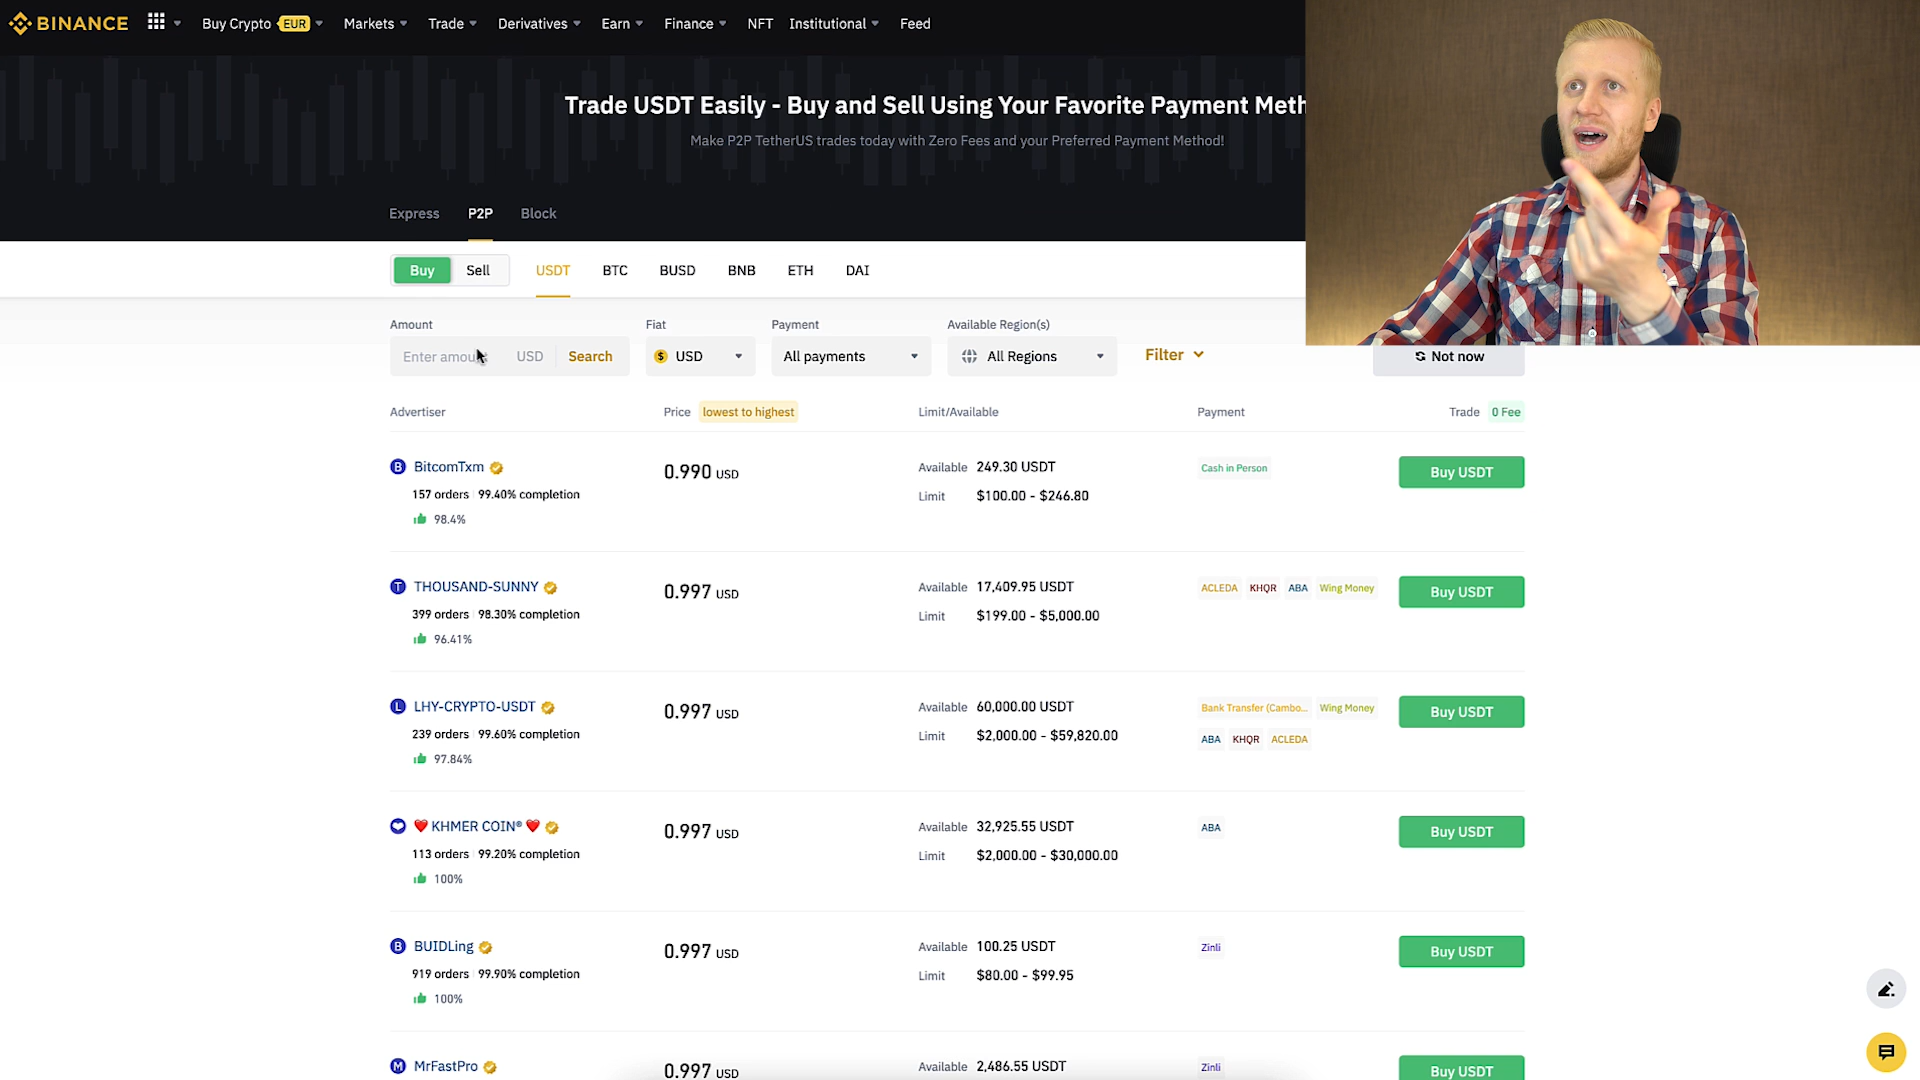 BINANCE Buy Crypto EUR Markets Trade Derivatives Earn Finance NFT Institutional Feed
Trade USDT Easily - Buy and Sell Using Your Favorite Payment Meth
Make P2P TetherUS trades today with Zero Fees and your Preferred Payment Method!
Express P2P Block
Buy Sell USDT BTC BUSD BNB ETH DAI
Amount Fiat Payment Available Region(s)
Enter amou USD Search $ USD All payments All Regions Filter Not now
Advertiser Price lowest to highest Limit/Available Payment Trade 0 Fee
B BitcomTxm 0.990 USD Available 249.30 USDT Cash in Person Buy USDT
157 orders 99.40% completion Limit $100.00 - $246.80
98.4%
T THOUSAND-SUNNY 0.997 USD Available 17,409.95 USDT ACLEDA KHQR ABA Wing Money Buy USDT
399 orders 98.30% completion Limit $199.00 - $5,000.00
96.41%
L LHY-CRYPTO-USDT 0.997 USD Available 60,000.00 USDT Bank Transfer (Cambo... Wing Money Buy USDT
239 orders 99.60% completion Limit $2,000.00 - $59,820.00 ABA KHQR ACLEDA
97.84%
❤️ KHMER COIN® ❤️ 0.997 USD Available 32,925.55 USDT ABA Buy USDT
113 orders 99.20% completion Limit $2,000.00 - $30,000.00
100%
B BUIDLing 0.997 USD Available 100.25 USDT Zinli Buy USDT
919 orders 99.90% completion Limit $80.00 - $99.95
100%
M MrFastPro 0.997 USD Available 2,486.55 USDT Zinli Buy USDT